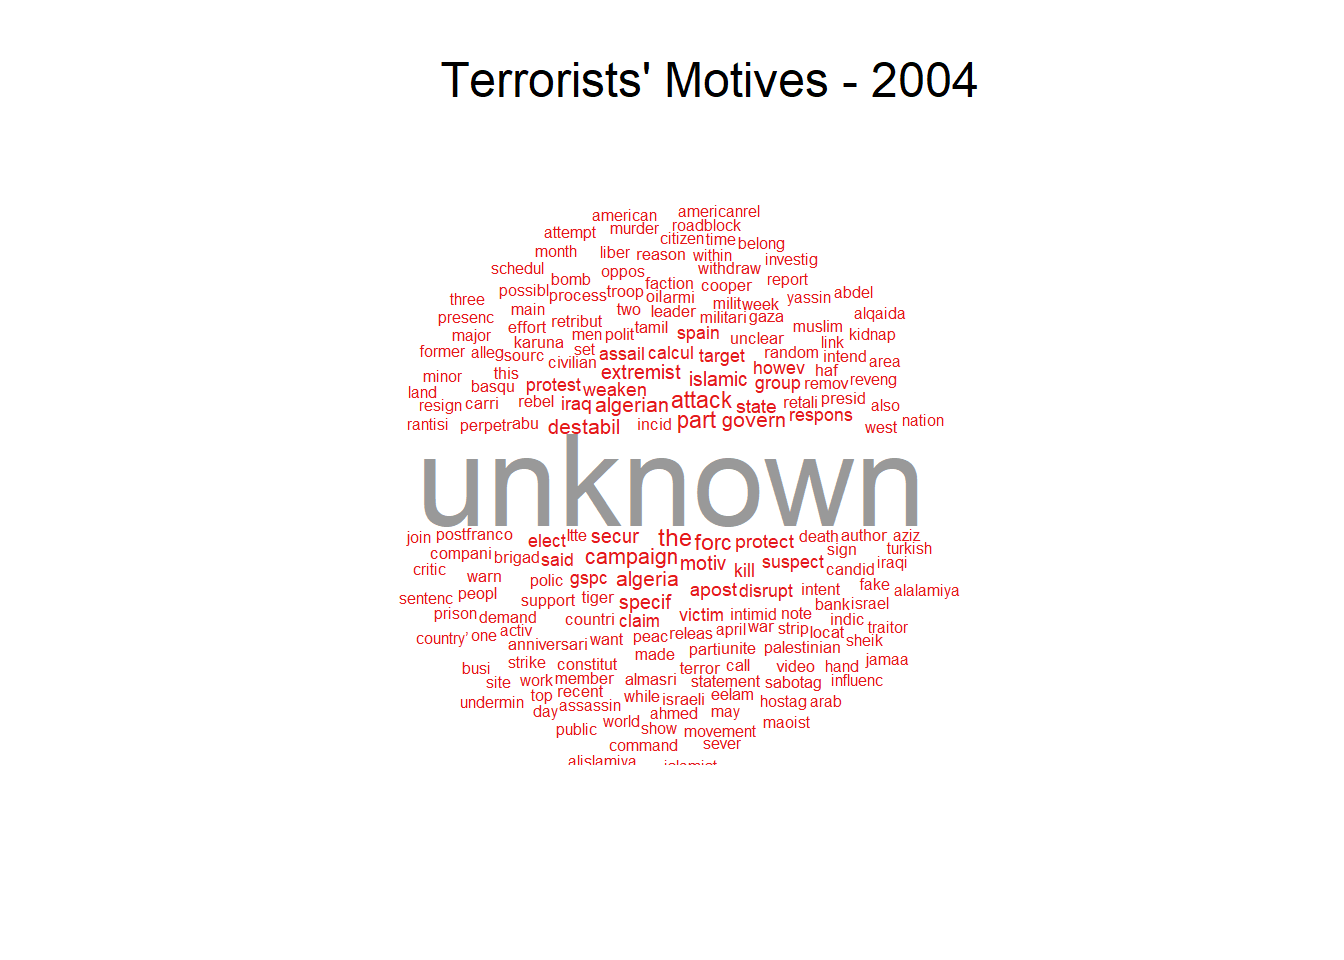 Terrorists' Motives - 2004
american americanrel
attempt murder roadblock
citizen time belong
month liber reason within investig
schedul bomb oppos withdraw report
possibl process troop faction cooper
three oil armi milit week yassin abdel
presenc main retribut two leader militari gaza alqaida
major effort men polit tamil spain unclear muslim link kidnap
former alleg sourc karuna set assail calcul target random intend area
minor this civilian extremist islamic howev haf
land basqu protest weaken group remov reveng
resign carri rebel iraq algerian attack state retali presid also
rantisi perpetr abu destabil incid part govern respons west nation
unknown
join postfranco elect ltte secur the forc protect death author aziz
compani brigad said campaign motiv suspect sign turkish
critic warn polic gspc algeria kill candid iraqi
sentenc peopl support tiger specif apost disrupt intent fake alalamiya
prison demand countri claim victim intimid note bank israel
country’ one activ anniversari want peac releas april war strip locat indic traitor
busi strike constitut made parti unite palestinian sheik
site work member almasri terror call video hand jamaa
undermin top recent while israeli statement sabotag influenc
day assassin ahmed eelam may hostag arab
public world show movement maoist
command sever
alislamiya islamist